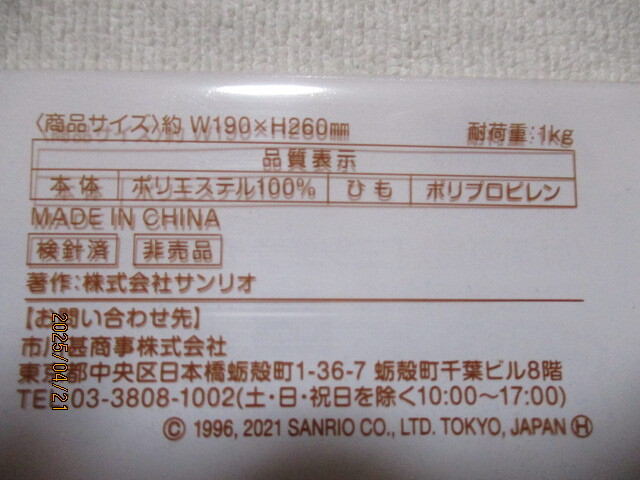 〈商品サイズ〉約 W190×H260mm 耐荷重:1kg
品質表示
本体 ポリエステル100% ひも ポリプロピレン
MADE IN CHINA
検針済 非売品
著作:株式会社サンリオ
【お問い合わせ先】
市 甚商事株式会社
東 都中央区日本橋蛎殻町1-36-7 蛎殻町千葉ビル8階
TEL 03-3808-1002(土・日・祝日を除く10:00〜17:00)
© 1996, 2021 SANRIO CO., LTD. TOKYO, JAPAN Ⓗ
2025/04/21